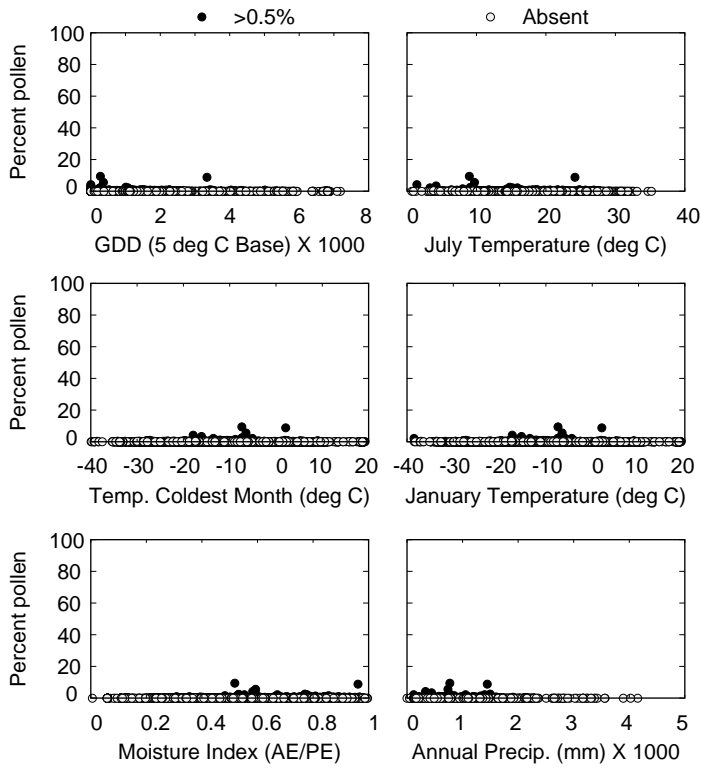 >0.5% Absent
Percent pollen
100
80
60
40
20
0
0 2 4 6 8
GDD (5 deg C Base) X 1000
0 10 20 30 40
July Temperature (deg C)
Percent pollen
100
80
60
40
20
0
-40 -30 -20 -10 0 10 20
Temp. Coldest Month (deg C)
-40 -30 -20 -10 0 10 20
January Temperature (deg C)
Percent pollen
100
80
60
40
20
0
0 0.2 0.4 0.6 0.8 1
Moisture Index (AE/PE)
0 1 2 3 4 5
Annual Precip. (mm) X 1000